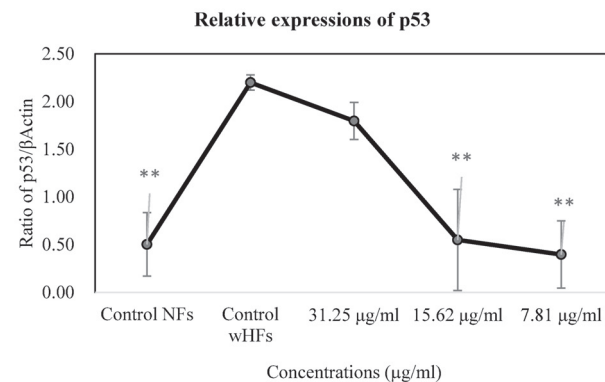 Relative expressions of p53
Ratio of p53/βActin
2.50
2.00
1.50
1.00
0.50
0.00
**
**
**
Control NFs
Control
wHFs
31.25 μg/ml
15.62 μg/ml
7.81 μg/ml
Concentrations (μg/ml)